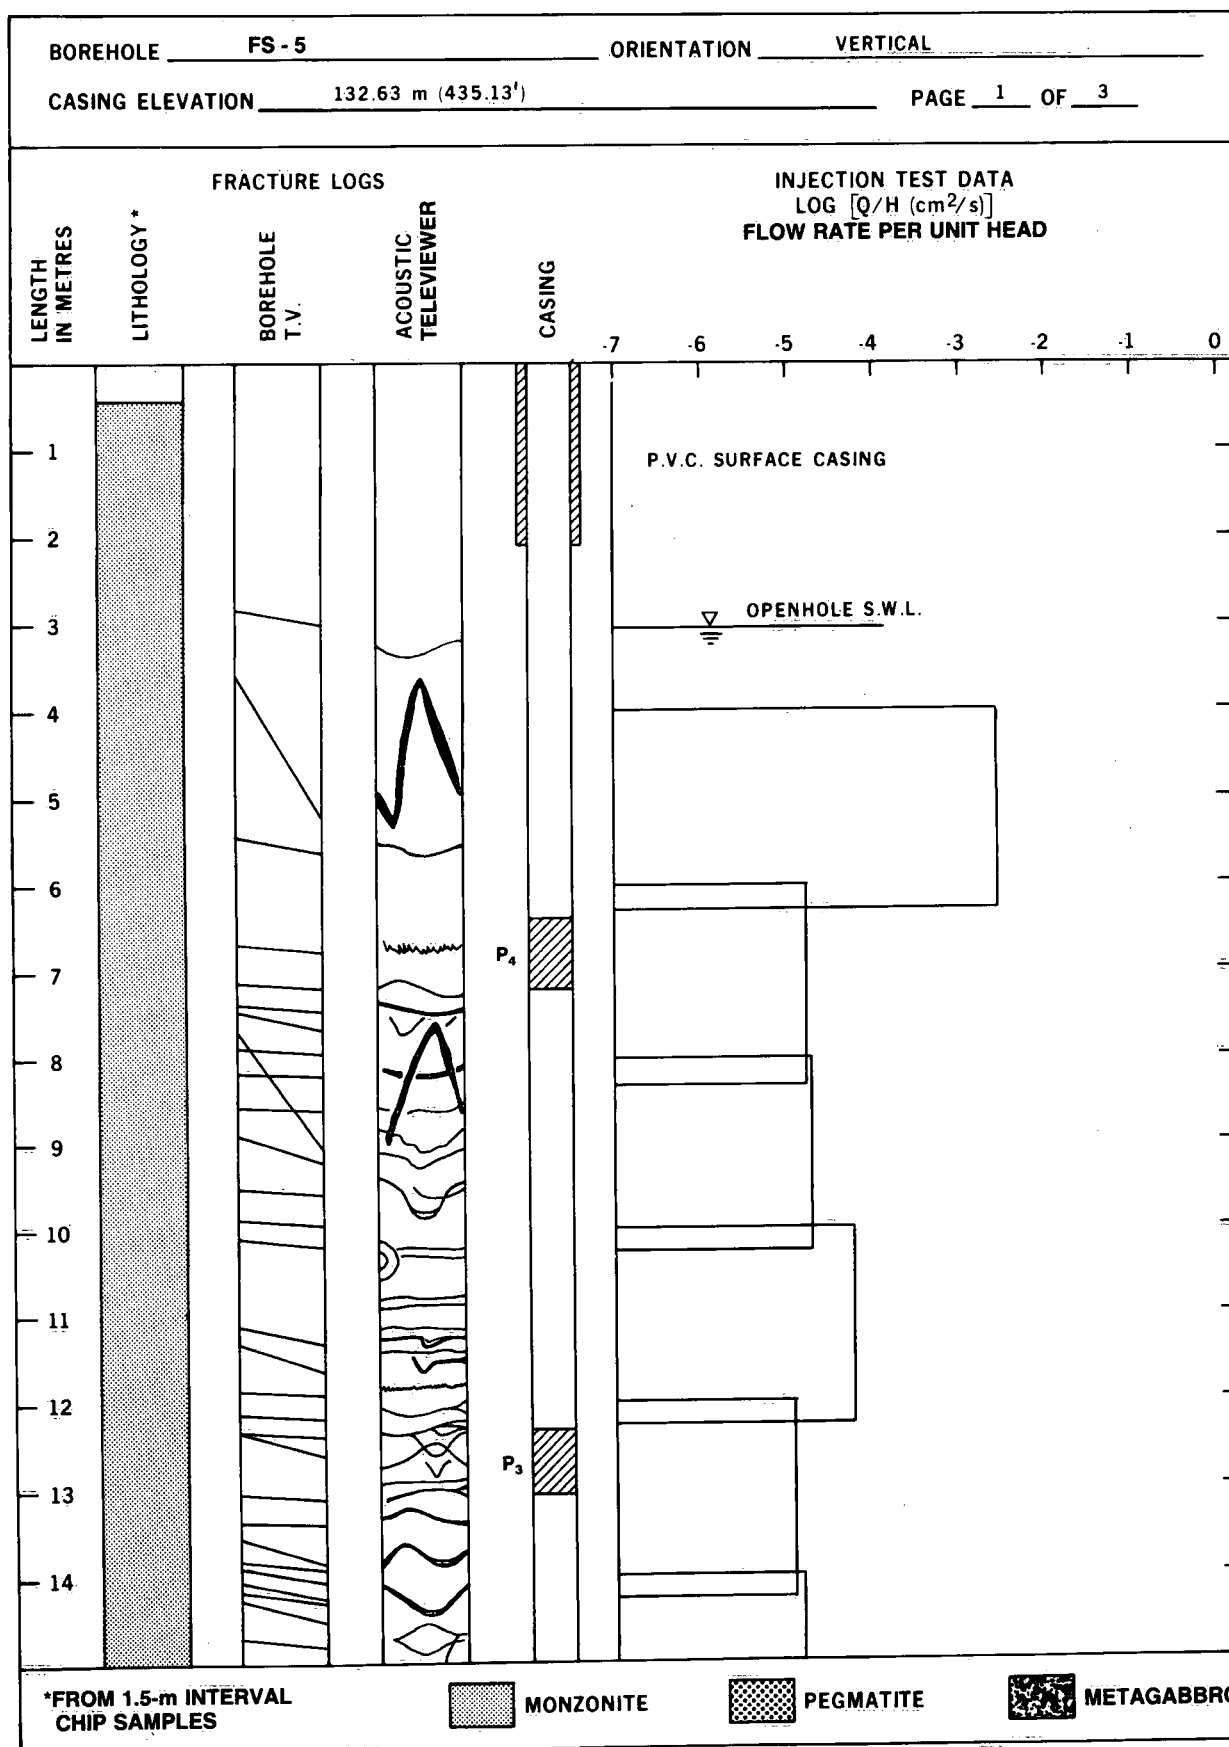 BOREHOLE FS - 5 ORIENTATION VERTICAL
CASING ELEVATION 132.63 m (435.13') PAGE 1 OF 3
FRACTURE LOGS
INJECTION TEST DATA
LOG [Q/H (cm²/s)]
FLOW RATE PER UNIT HEAD
LENGTH
IN METRES
LITHOLOGY *
BOREHOLE
T.V.
ACOUSTIC
TELEVIEWER
CASING
-7 -6 -5 -4 -3 -2 -1 0
1
P.V.C. SURFACE CASING
2
OPENHOLE S.W.L.
3
4
5
6
P₄
7
8
9
10
11
12
P₃
13
14
*FROM 1.5-m INTERVAL
CHIP SAMPLES
MONZONITE
PEGMATITE
METAGABBRO